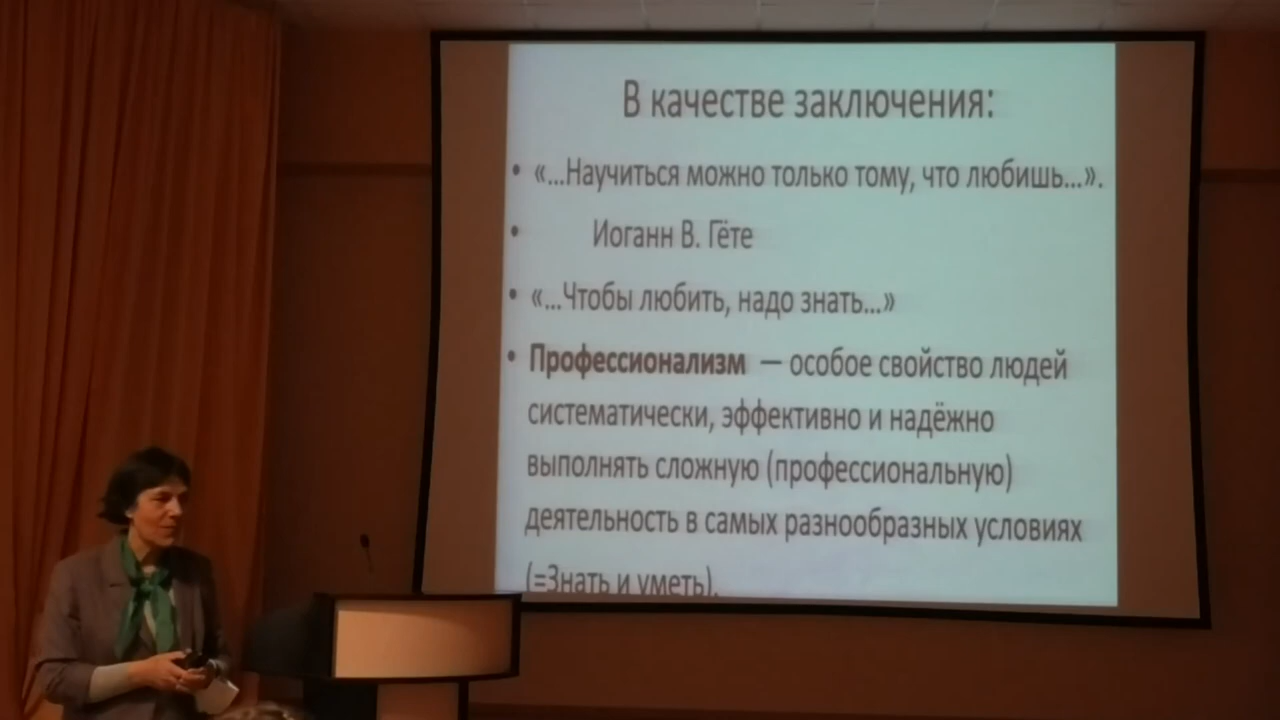 В качестве заключения:
• «...Научиться можно только тому, что любишь...».
• Иоганн В. Гёте
• «...Чтобы любить, надо знать...»
• Профессионализм — особое свойство людей
систематически, эффективно и надёжно
выполнять сложную (профессиональную)
деятельность в самых разнообразных условиях
(=Знать и уметь).